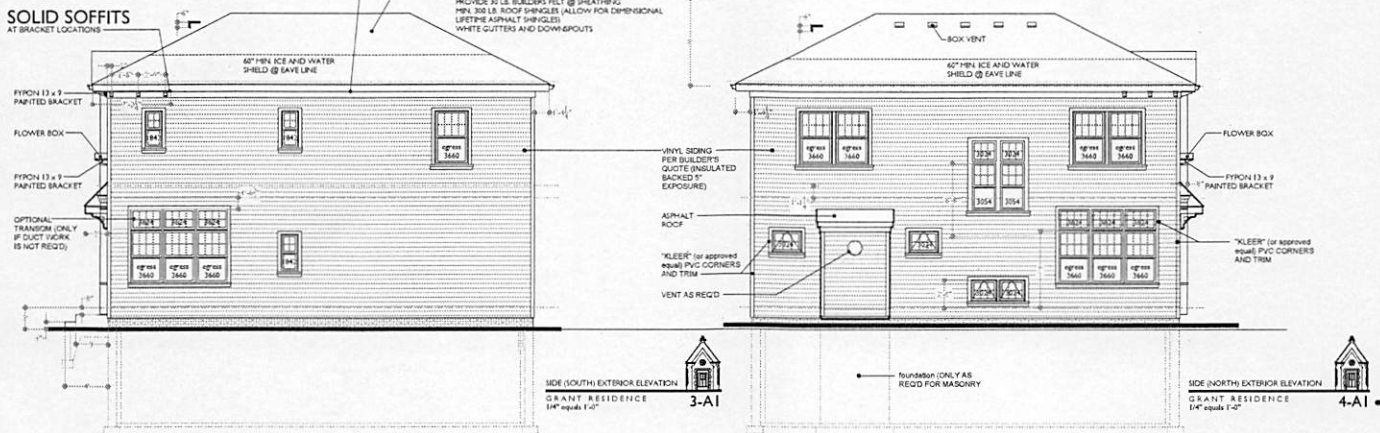 SOLID SOFFITS
AT BRACKET LOCATIONS
PROVIDE 30 LB. BUILDERS FELT @ SHEATHING
MIN. 300 LB. ROOF SHINGLES (ALLOW FOR DIMENSIONAL
LIFETIME ASPHALT SHINGLES)
WHITE GUTTERS AND DOWNSPOUTS
60" MIN. ICE AND WATER
SHIELD @ EAVE LINE
FYPON 13 x 9
PAINTED BRACKET
FLOWER BOX
FYPON 13 x 9
PAINTED BRACKET
OPTIONAL
TRANSOM (ONLY
IF DUCT WORK
IS NOT REQ'D)
egress
3660
3624
3624
3624
egress
3660
egress
3660
egress
3660
VINYL SIDING
PER BUILDER'S
QUOTE (INSULATED
BACKED 5"
EXPOSURE)
ASPHALT
ROOF
"KLEER" (or approved
equal) PVC CORNERS
AND TRIM
VENT AS REQ'D
SIDE (SOUTH) EXTERIOR ELEVATION
GRANT RESIDENCE
1/4" equals 1'-0"
3-A1
BOX VENT
60" MIN. ICE AND WATER
SHIELD @ EAVE LINE
egress
3660
egress
3660
egress
3660
egress
3660
3054
3054
egress
3660
egress
3660
egress
3660
FLOWER BOX
FYPON 13 x 9
PAINTED BRACKET
"KLEER" (or approved
equal) PVC CORNERS
AND TRIM
foundation (ONLY AS
REQ'D FOR MASONRY
SIDE (NORTH) EXTERIOR ELEVATION
GRANT RESIDENCE
1/4" equals 1'-0"
4-A1